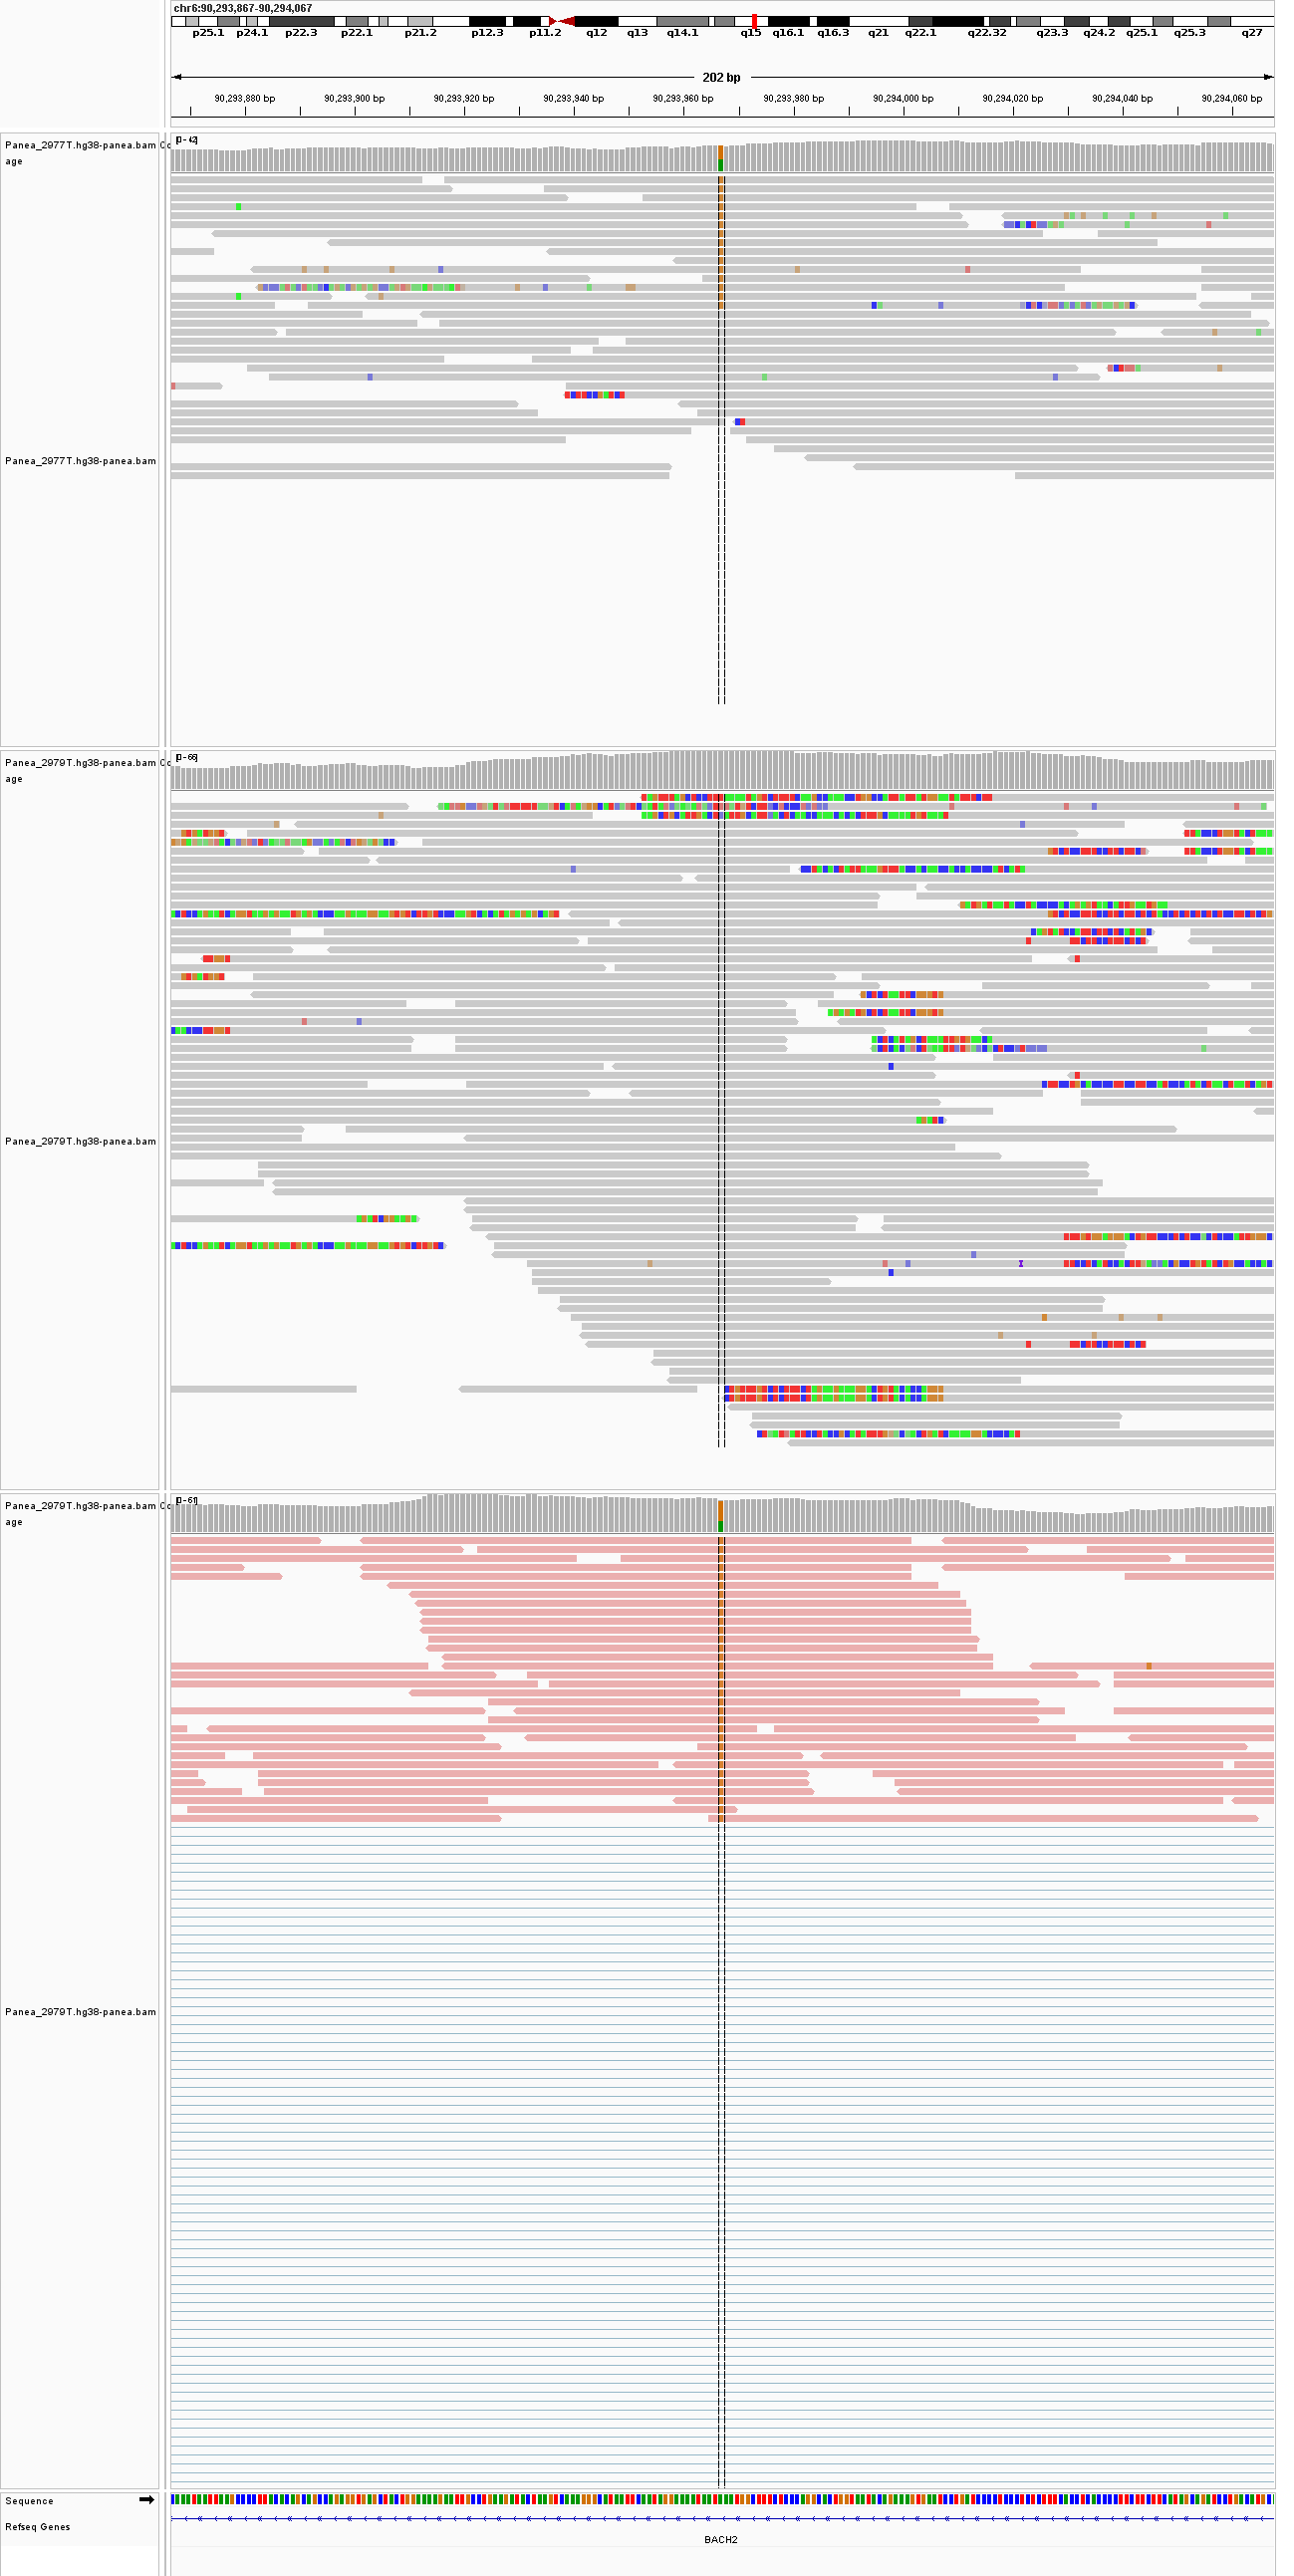 chr6:90,293,867-90,294,067
p25.1 p24.1 p22.3 p22.1 p21.2 p12.3 p11.2 q12 q13 q14.1 q15 q16.1 q16.3 q21 q22.1 q22.32 q23.3 q24.2 q25.1 q25.3 q27
202 bp
90,293,880 bp 90,293,900 bp 90,293,920 bp 90,293,940 bp 90,293,960 bp 90,293,980 bp 90,294,000 bp 90,294,020 bp 90,294,040 bp 90,294,060 bp
Panea_2977T.hg38-panea.bam Co
age
[0-42]
Panea_2977T.hg38-panea.bam
Panea_2979T.hg38-panea.bam Co
age
[0-66]
Panea_2979T.hg38-panea.bam
Panea_2979T.hg38-panea.bam Co
age
[0-61]
Panea_2979T.hg38-panea.bam
Sequence
Refseq Genes
BACH2